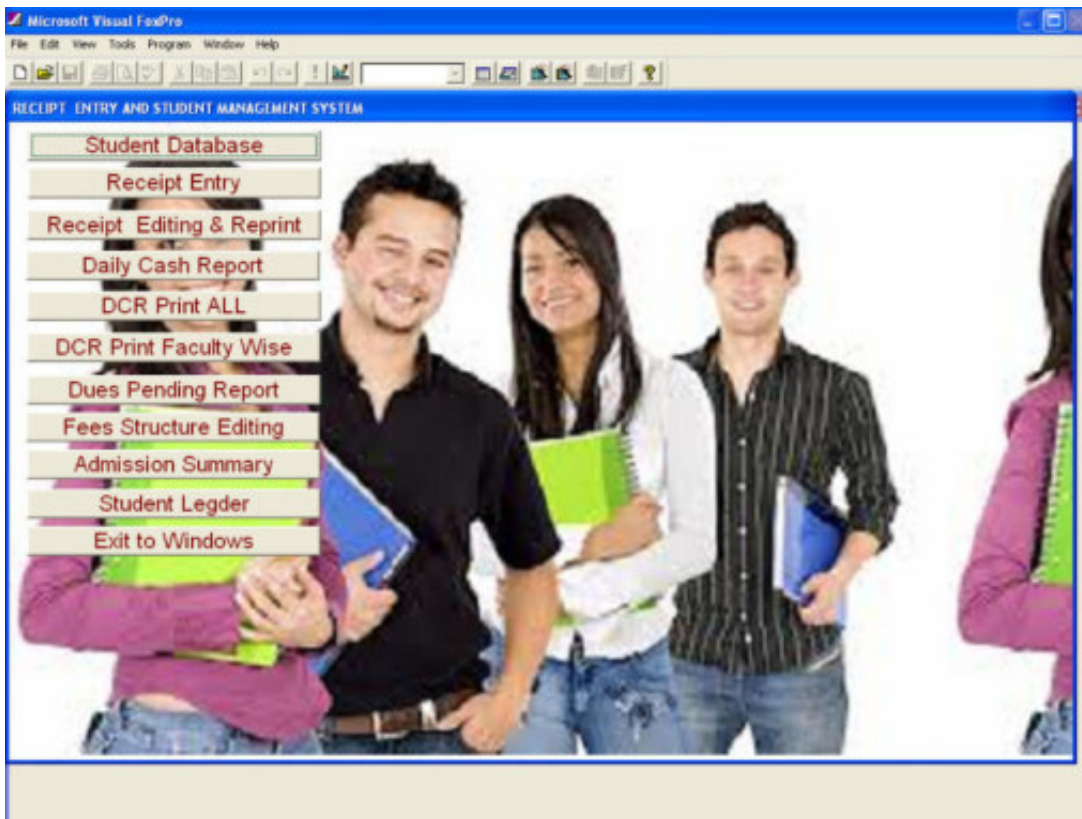 Microsoft Visual FoxPro
File Edit View Tools Program Window Help
RECEIPT ENTRY AND STUDENT MANAGEMENT SYSTEM
Student Database
Receipt Entry
Receipt Editing & Reprint
Daily Cash Report
DCR Print ALL
DCR Print Faculty Wise
Dues Pending Report
Fees Structure Editing
Admission Summary
Student Legder
Exit to Windows